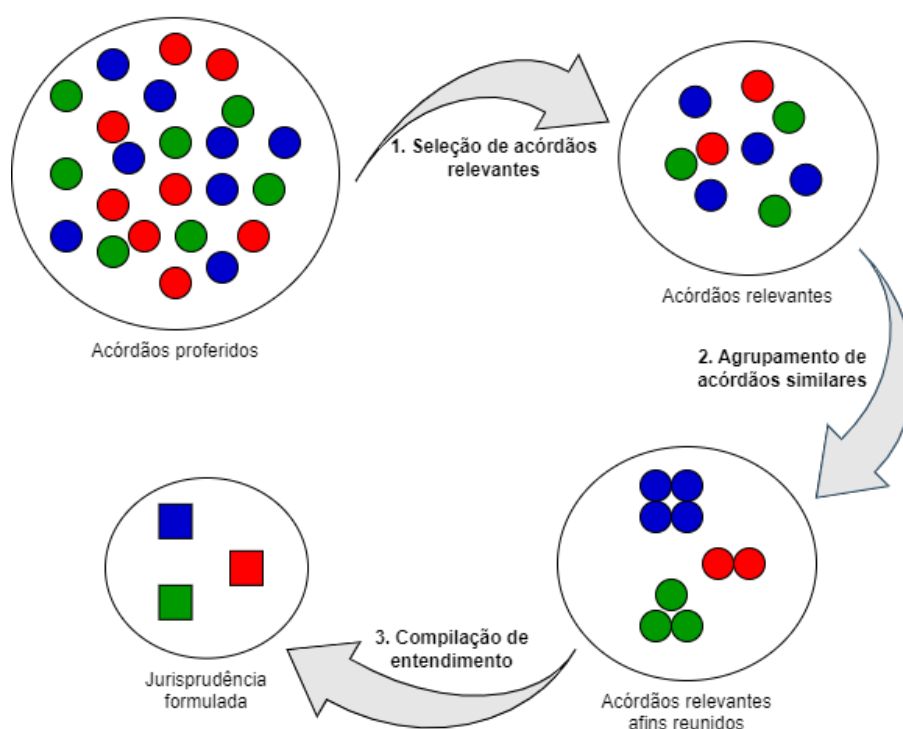 1. Seleção de acórdãos
relevantes
Acórdãos proferidos
Acórdãos relevantes
2. Agrupamento de
acórdãos similares
3. Compilação de
entendimento
Jurisprudência
formulada
Acórdãos relevantes
afins reunidos